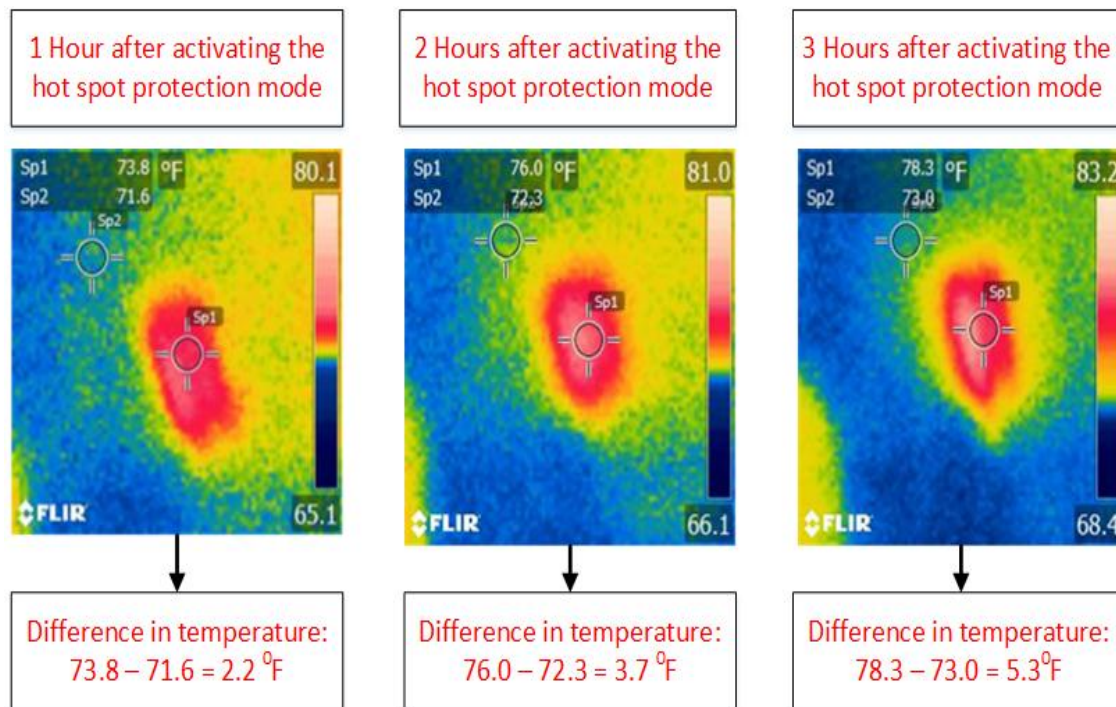 1 Hour after activating the
hot spot protection mode
2 Hours after activating the
hot spot protection mode
3 Hours after activating the
hot spot protection mode
Sp1 73.8 °F 80.1
Sp2 71.6
Sp2
Sp1
FLIR 65.1
Sp1 76.0 °F 81.0
Sp2 72.3
Sp1
FLIR 66.1
Sp1 78.3 °F 83.2
Sp2 73.0
Sp1
FLIR 68.4
Difference in temperature:
73.8 – 71.6 = 2.2 ⁰F
Difference in temperature:
76.0 – 72.3 = 3.7 ⁰F
Difference in temperature:
78.3 – 73.0 = 5.3⁰F